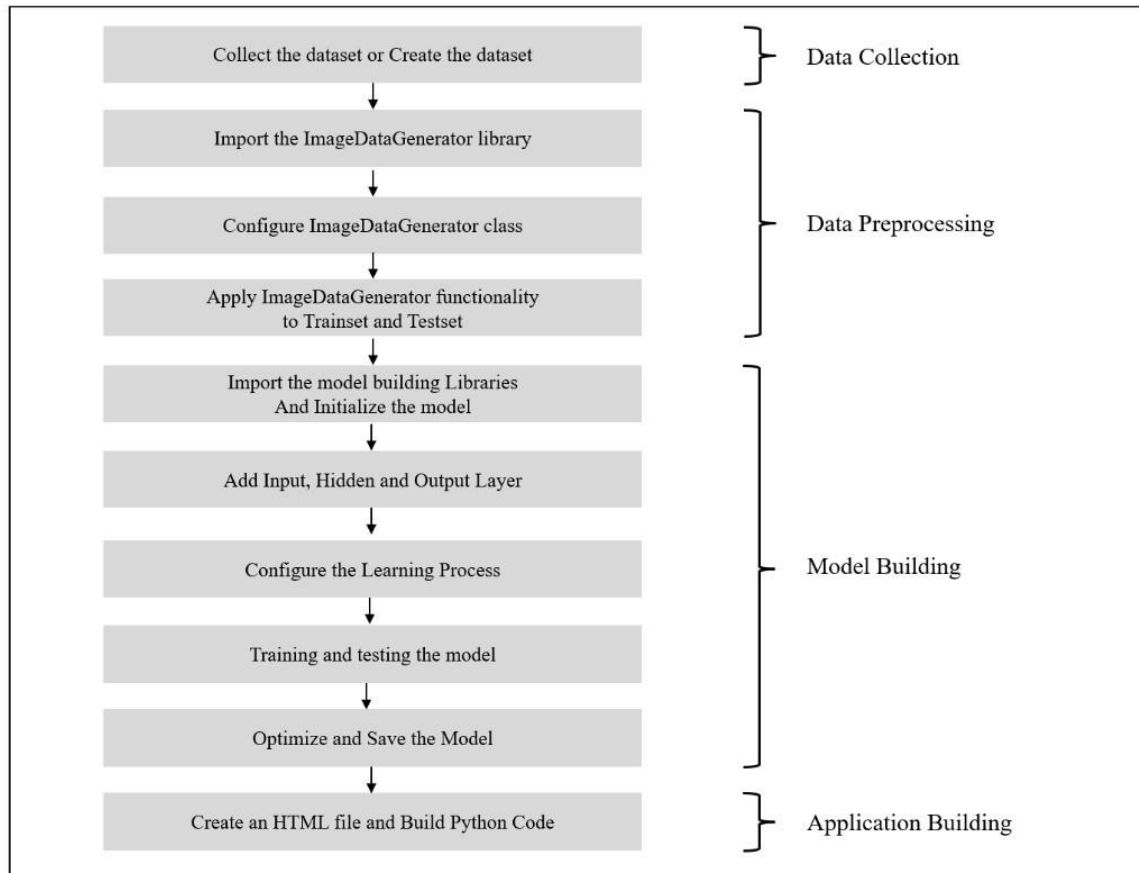 Collect the dataset or Create the dataset
Data Collection
Import the ImageDataGenerator library
Configure ImageDataGenerator class
Apply ImageDataGenerator functionality
to Trainset and Testset
Data Preprocessing
Import the model building Libraries
And Initialize the model
Add Input, Hidden and Output Layer
Configure the Learning Process
Training and testing the model
Optimize and Save the Model
Model Building
Create an HTML file and Build Python Code
Application Building